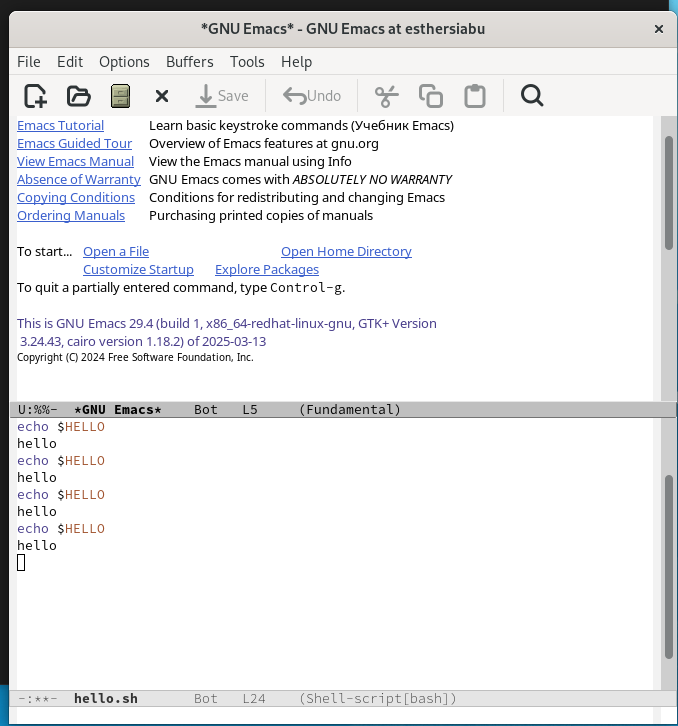 *GNU Emacs* - GNU Emacs at esthersiabu
File Edit Options Buffers Tools Help
Save Undo
Emacs Tutorial Learn basic keystroke commands (Учебник Emacs)
Emacs Guided Tour Overview of Emacs features at gnu.org
View Emacs Manual View the Emacs manual using Info
Absence of Warranty GNU Emacs comes with ABSOLUTELY NO WARRANTY
Copying Conditions Conditions for redistributing and changing Emacs
Ordering Manuals Purchasing printed copies of manuals
To start... Open a File Open Home Directory
Customize Startup Explore Packages
To quit a partially entered command, type Control-g.
This is GNU Emacs 29.4 (build 1, x86_64-redhat-linux-gnu, GTK+ Version
3.24.43, cairo version 1.18.2) of 2025-03-13
Copyright (C) 2024 Free Software Foundation, Inc.
U:%%- *GNU Emacs* Bot L5 (Fundamental)
echo $HELLO
hello
echo $HELLO
hello
echo $HELLO
hello
echo $HELLO
hello
-:**- hello.sh Bot L24 (Shell-script[bash])